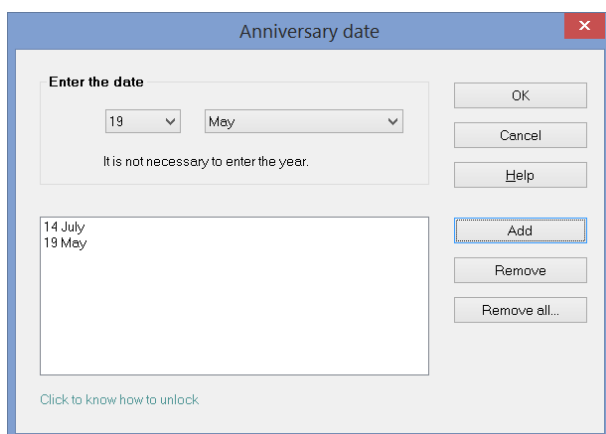 Anniversary date
Enter the date
19 May
It is not necessary to enter the year.
OK
Cancel
Help
14 July
19 May
Add
Remove
Remove all...
Click to know how to unlock